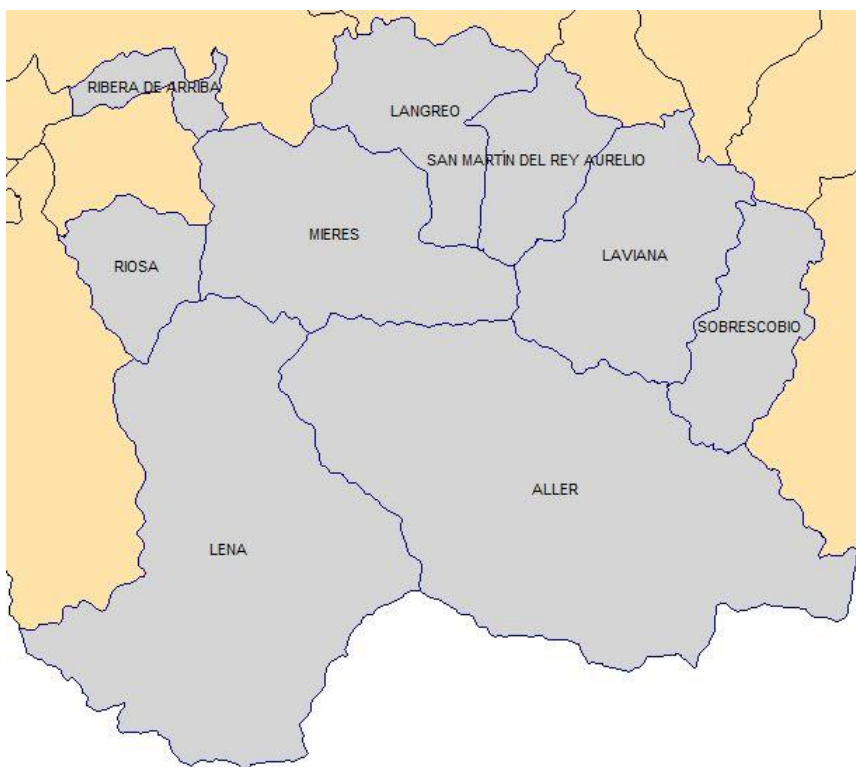 RIBERA DE ARRIBA
LANGREO
SAN MARTÍN DEL REY AURELIO
MIERES
LAVIANA
RIOSA
SOBRESCOBIO
ALLER
LENA